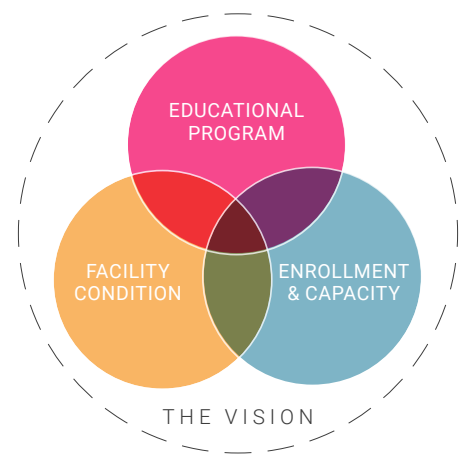 EDUCATIONAL
PROGRAM
FACILITY
CONDITION
ENROLLMENT
& CAPACITY
THE VISION